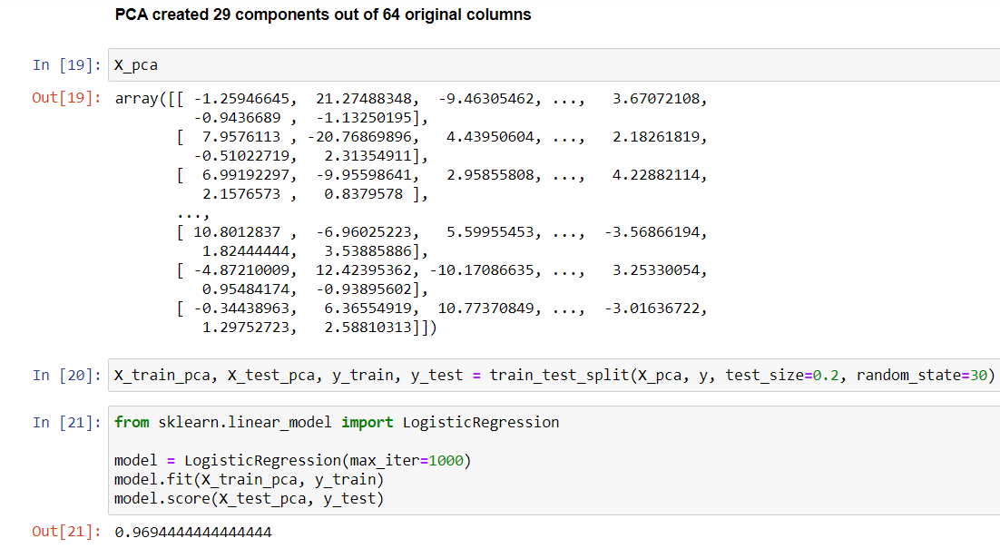 PCA created 29 components out of 64 original columns
In [19]: X_pca
Out[19]: array([[ -1.25946645,  21.27488348,  -9.46305462, ...,   3.67072108,
         -0.9436689 ,  -1.13250195],
       [  7.9576113 , -20.76869896,   4.43950604, ...,   2.18261819,
         -0.51022719,   2.31354911],
       [  6.99192297,  -9.95598641,   2.95855808, ...,   4.22882114,
          2.1576573 ,   0.8379578 ],
       ...,
       [ 10.8012837 ,  -6.96025223,   5.59955453, ...,  -3.56866194,
          1.82444444,   3.53885886],
       [ -4.87210009,  12.42395362, -10.17086635, ...,   3.25330054,
          0.95484174,  -0.93895602],
       [ -0.34438963,   6.36554919,  10.77370849, ...,  -3.01636722,
          1.29752723,   2.58810313]])
In [20]: X_train_pca, X_test_pca, y_train, y_test = train_test_split(X_pca, y, test_size=0.2, random_state=30)
In [21]: from sklearn.linear_model import LogisticRegression
model = LogisticRegression(max_iter=1000)
model.fit(X_train_pca, y_train)
model.score(X_test_pca, y_test)
Out[21]: 0.9694444444444444